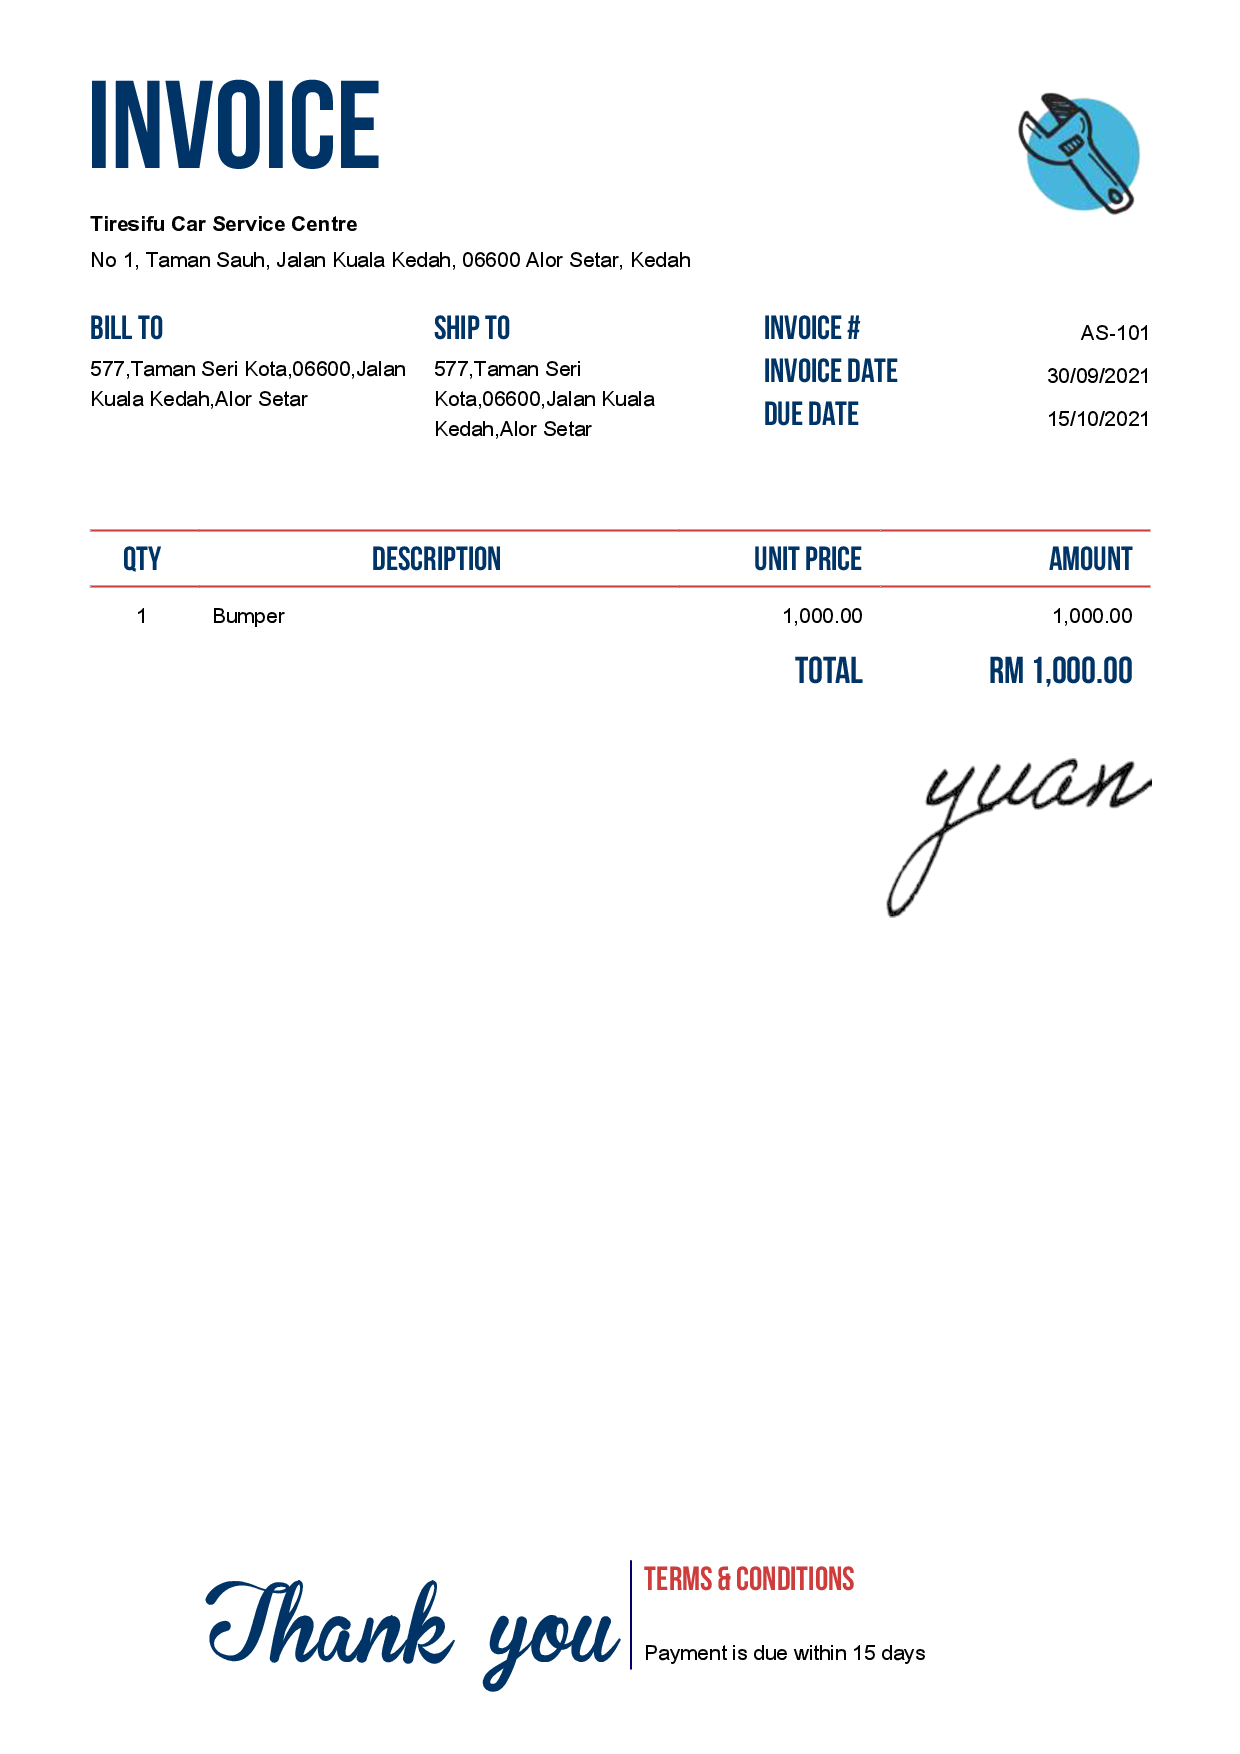 INVOICE
Tiresifu Car Service Centre
No 1, Taman Sauh, Jalan Kuala Kedah, 06600 Alor Setar, Kedah
BILL TO
577,Taman Seri Kota,06600,Jalan
Kuala Kedah,Alor Setar
SHIP TO
577,Taman Seri
Kota,06600,Jalan Kuala
Kedah,Alor Setar
INVOICE # AS-101
INVOICE DATE 30/09/2021
DUE DATE 15/10/2021
QTY DESCRIPTION UNIT PRICE AMOUNT
1 Bumper 1,000.00 1,000.00
TOTAL RM 1,000.00
yuan
Thank you
TERMS & CONDITIONS
Payment is due within 15 days